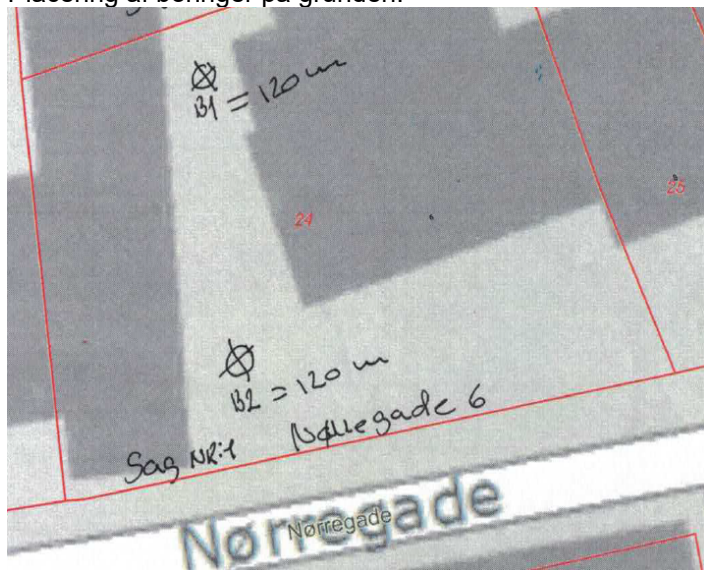 Placering af boringer på grunden:
B1 = 120 m
24
25
B2 = 120 m
Sag NR:1 Nørregade 6
Nørregade
Nørregade